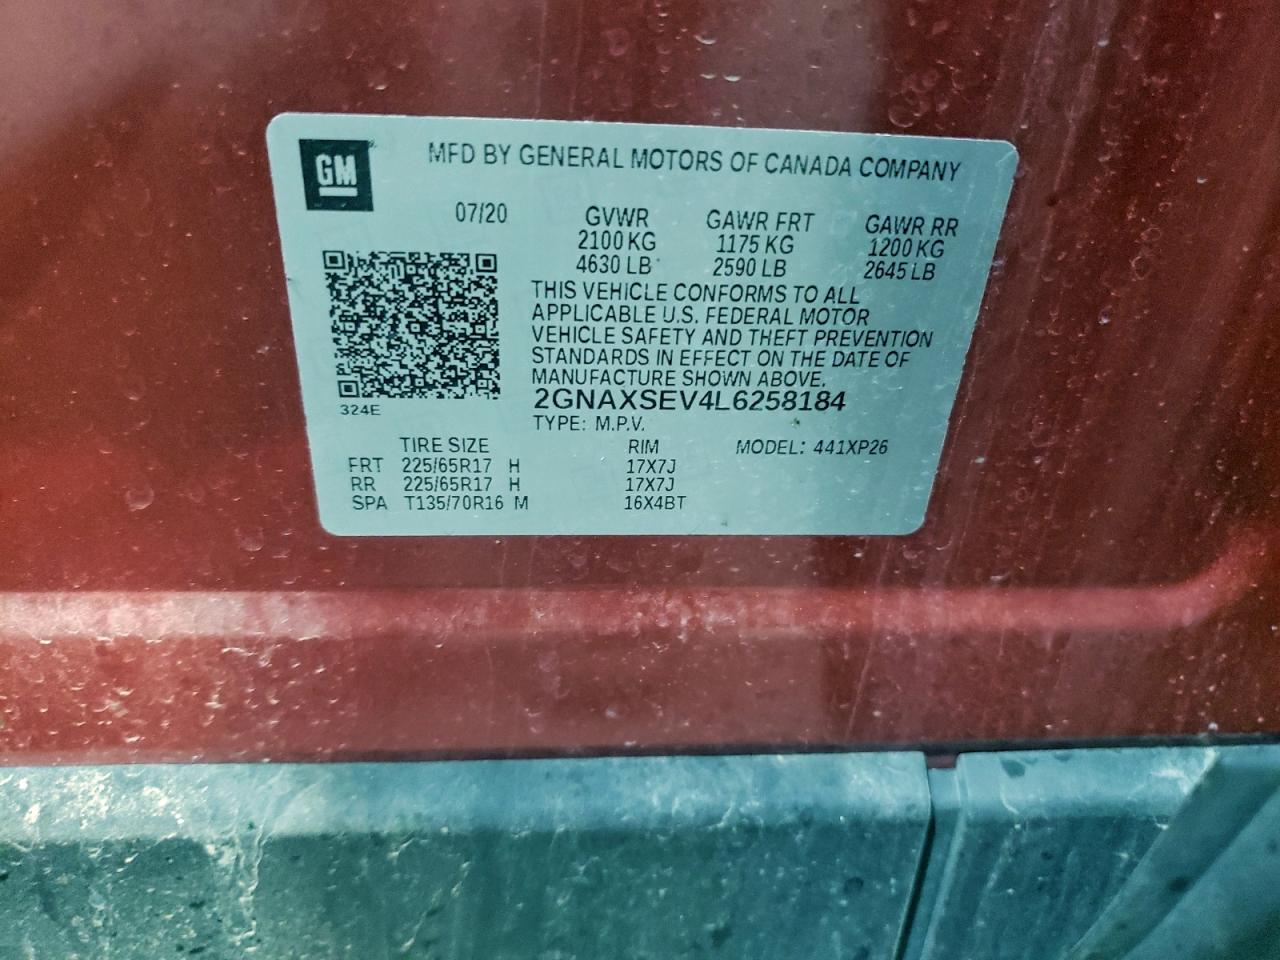 GM
MFD BY GENERAL MOTORS OF CANADA COMPANY
07/20 GVWR GAWR FRT GAWR RR
2100 KG 1175 KG 1200 KG
4630 LB 2590 LB 2645 LB
THIS VEHICLE CONFORMS TO ALL
APPLICABLE U.S. FEDERAL MOTOR
VEHICLE SAFETY AND THEFT PREVENTION
STANDARDS IN EFFECT ON THE DATE OF
MANUFACTURE SHOWN ABOVE.
324E 2GNAXSEV4L6258184
TYPE: M.P.V.
TIRE SIZE RIM MODEL: 441XP26
FRT 225/65R17 H 17X7J
RR 225/65R17 H 17X7J
SPA T135/70R16 M 16X4BT